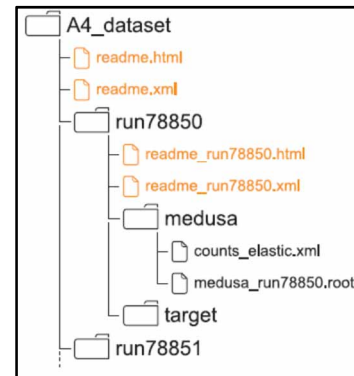 A4_dataset
readme.html
readme.xml
run78850
readme_run78850.html
readme_run78850.xml
medusa
counts_elastic.xml
medusa_run78850.root
target
run78851